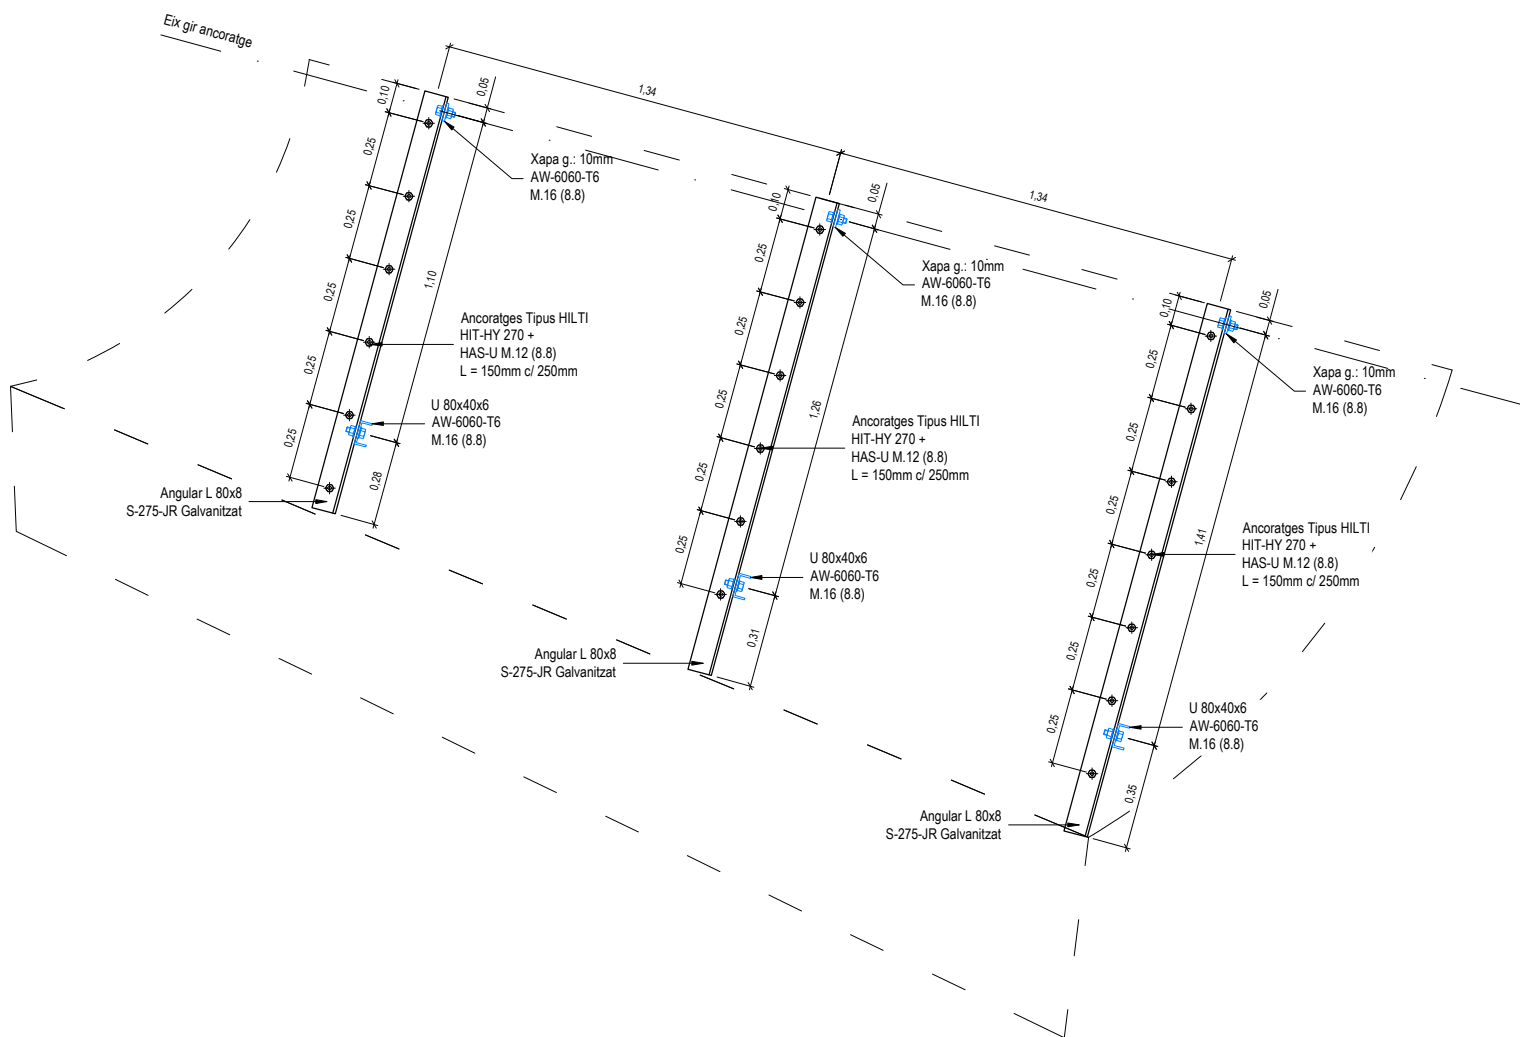 Eix gir ancoratge
1,34
1,34
0,10
0,05
0,25
0,25
0,25
0,25
0,25
1,10
0,28
Xapa g.: 10mm
AW-6060-T6
M.16 (8.8)
Ancoratges Tipus HILTI
HIT-HY 270 +
HAS-U M.12 (8.8)
L = 150mm c/ 250mm
U 80x40x6
AW-6060-T6
M.16 (8.8)
Angular L 80x8
S-275-JR Galvanitzat
0,10
0,05
0,25
0,25
0,25
0,25
0,25
1,26
0,31
Xapa g.: 10mm
AW-6060-T6
M.16 (8.8)
Ancoratges Tipus HILTI
HIT-HY 270 +
HAS-U M.12 (8.8)
L = 150mm c/ 250mm
U 80x40x6
AW-6060-T6
M.16 (8.8)
Angular L 80x8
S-275-JR Galvanitzat
0,10
0,05
0,25
0,25
0,25
0,25
0,25
0,25
1,41
0,35
Xapa g.: 10mm
AW-6060-T6
M.16 (8.8)
Ancoratges Tipus HILTI
HIT-HY 270 +
HAS-U M.12 (8.8)
L = 150mm c/ 250mm
U 80x40x6
AW-6060-T6
M.16 (8.8)
Angular L 80x8
S-275-JR Galvanitzat